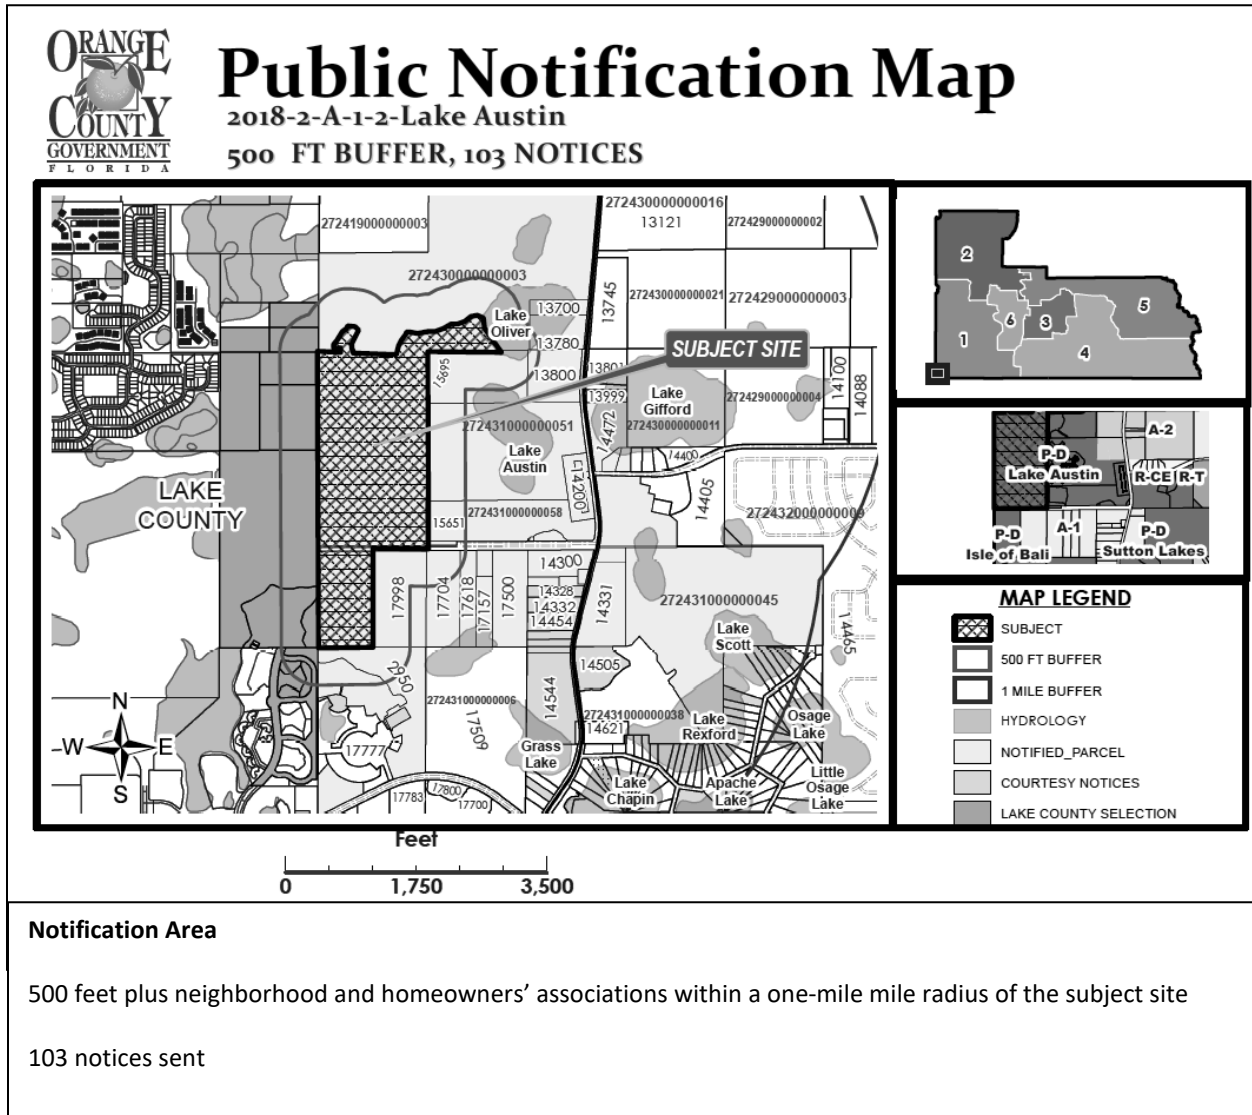 ORANGE
COUNTY
GOVERNMENT
FLORIDA
Public Notification Map
2018-2-A-1-2-Lake Austin
500 FT BUFFER, 103 NOTICES
272419000000003
272430000000016
13121
272429000000002
272430000000003
13745
272430000000021
272429000000003
Lake
Oliver
13700
13780
SUBJECT SITE
15695
13800
13801
13999
Lake
Gifford
272430000000011
272429000000004
14100
14088
272431000000051
14472
Lake
Austin
14400
14200
LAKE
COUNTY
15651
272431000000058
14405
272432000000009
17998
17704
17618
17157
17500
14300
14328
14332
14454
14331
272431000000045
14465
Lake
Scott
2950
14505
272431000000006
17509
14544
272431000000038
14621
Lake
Rexford
Osage
Lake
17777
Grass
Lake
17783
17800
17700
Lake
Chapin
Apache
Lake
Little
Osage
Lake
N
W E
S
2
1
6
3
5
4
A-2
P-D
Lake Austin
R-CE R-T
P-D
Isle of Bali
A-1
P-D
Sutton Lakes
MAP LEGEND
SUBJECT
500 FT BUFFER
1 MILE BUFFER
HYDROLOGY
NOTIFIED_PARCEL
COURTESY NOTICES
LAKE COUNTY SELECTION
Feet
0 1,750 3,500
Notification Area
500 feet plus neighborhood and homeowners’ associations within a one-mile mile radius of the subject site
103 notices sent